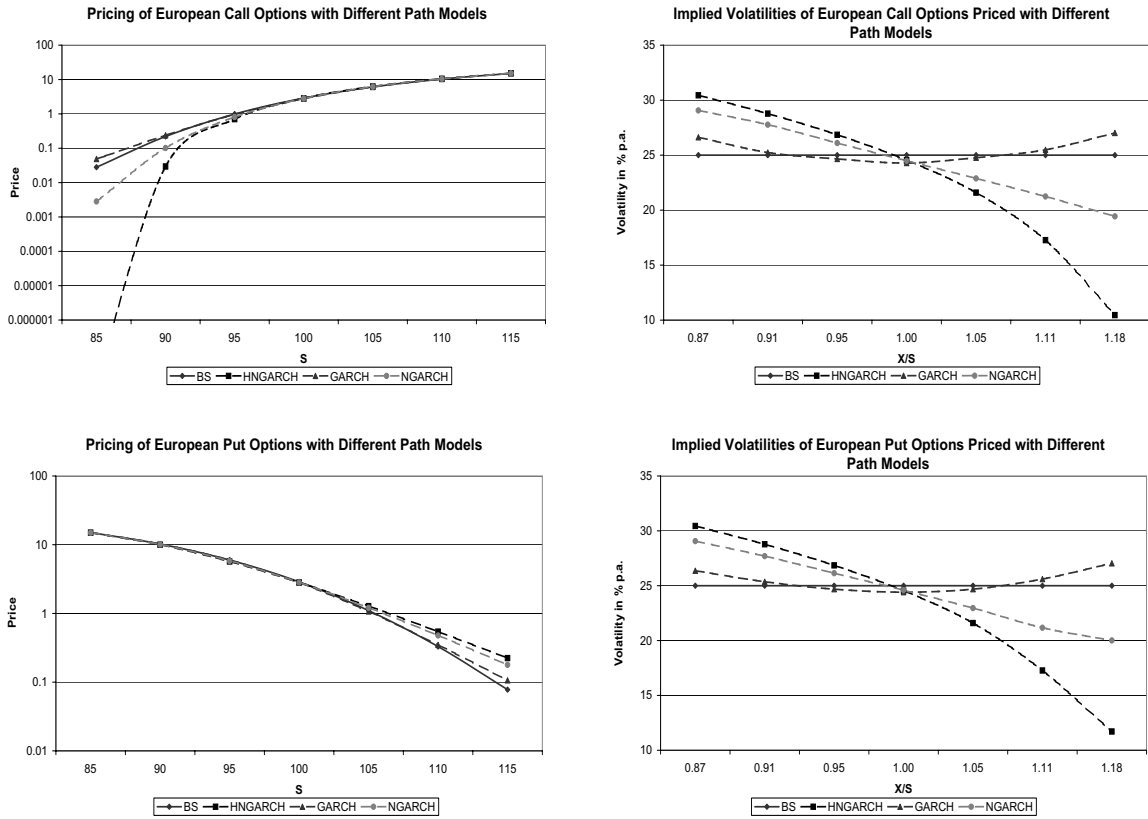 Pricing of European Call Options with Different Path Models
100
10
1
0.1
0.01
0.001
0.0001
0.00001
0.000001
Price
85 90 95 100 105 110 115
S
BS HNGARCH GARCH NGARCH
Implied Volatilities of European Call Options Priced with Different
Path Models
35
30
25
20
15
10
Volatility in % p.a.
0.87 0.91 0.95 1.00 1.05 1.11 1.18
X/S
BS HNGARCH GARCH NGARCH
Pricing of European Put Options with Different Path Models
100
10
1
0.1
0.01
Price
85 90 95 100 105 110 115
S
BS HNGARCH GARCH NGARCH
Implied Volatilities of European Put Options Priced with Different
Path Models
35
30
25
20
15
10
Volatility in % p.a.
0.87 0.91 0.95 1.00 1.05 1.11 1.18
X/S
BS HNGARCH GARCH NGARCH